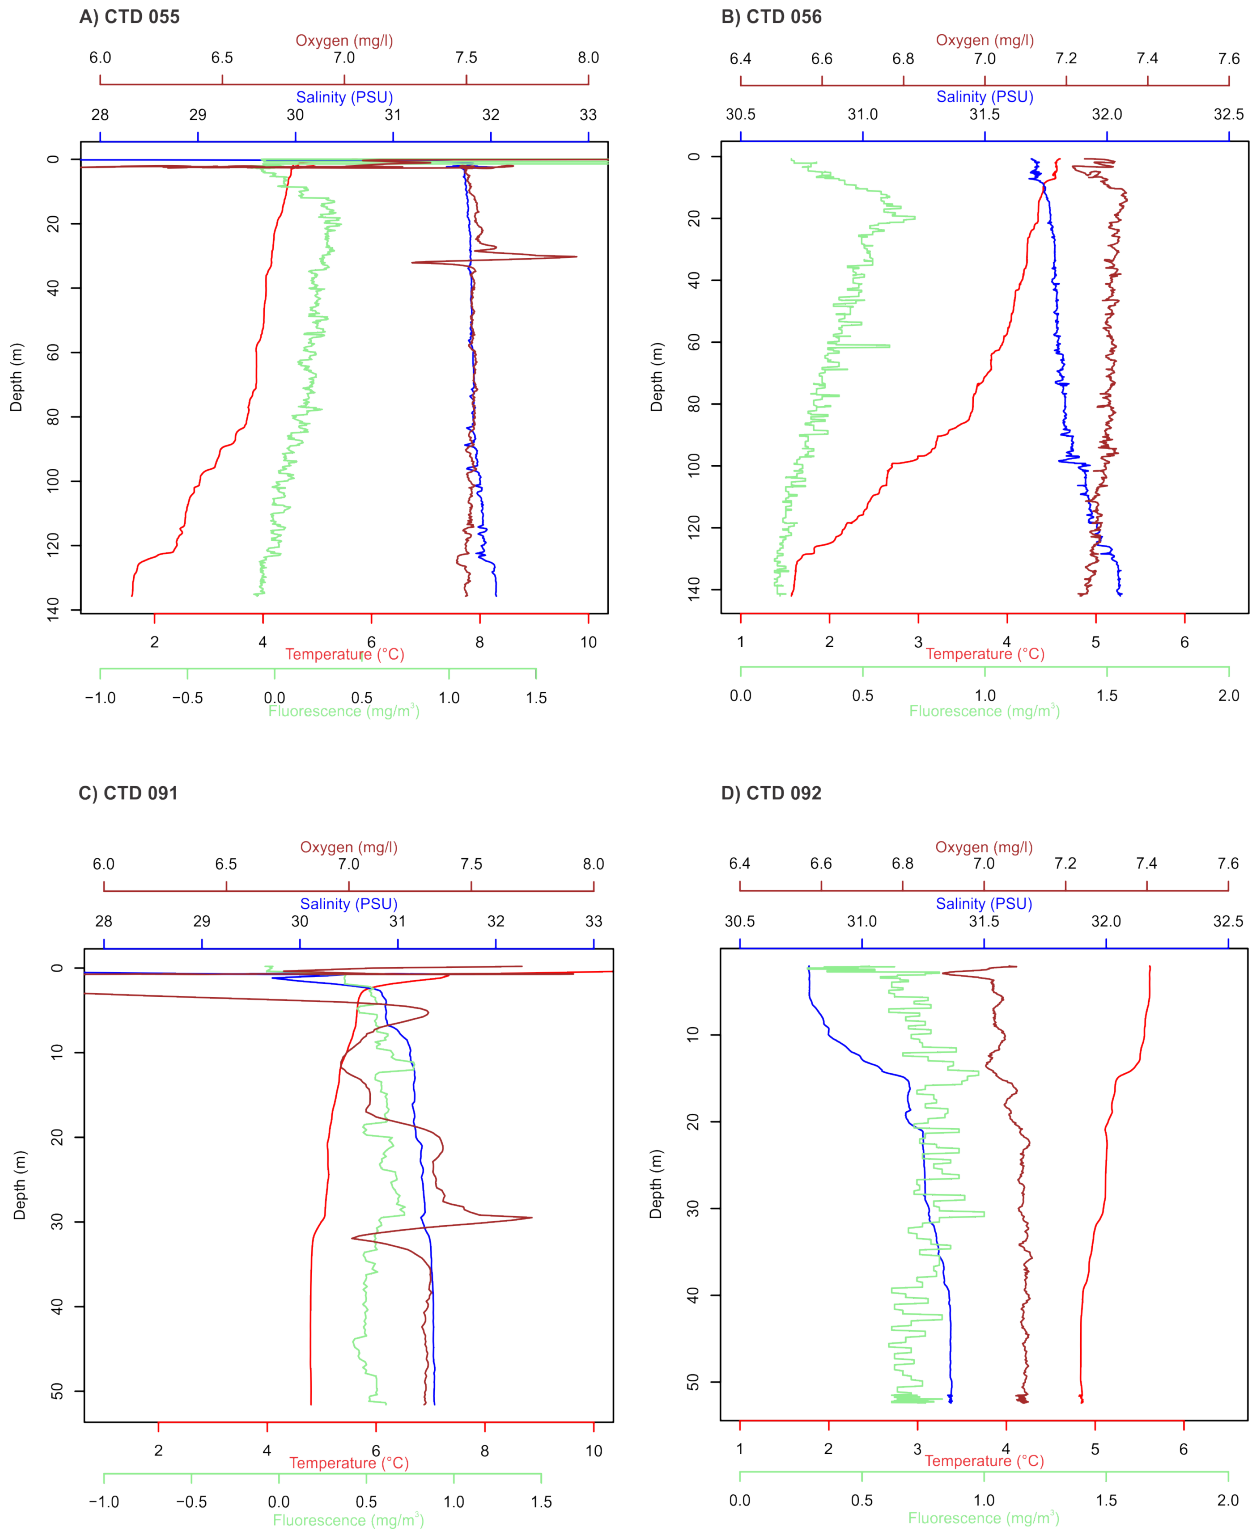 A) CTD 055
Oxygen (mg/l)
6.0 6.5 7.0 7.5 8.0
Salinity (PSU)
28 29 30 31 32 33
Depth (m)
0
20
40
60
80
100
120
140
2 4 6 8 10
Temperature (°C)
−1.0 −0.5 0.0 0.5 1.0 1.5
Fluorescence (mg/m³)
B) CTD 056
Oxygen (mg/l)
6.4 6.6 6.8 7.0 7.2 7.4 7.6
Salinity (PSU)
30.5 31.0 31.5 32.0 32.5
Depth (m)
0
20
40
60
80
100
120
140
1 2 3 4 5 6
Temperature (°C)
0.0 0.5 1.0 1.5 2.0
Fluorescence (mg/m³)
C) CTD 091
Oxygen (mg/l)
6.0 6.5 7.0 7.5 8.0
Salinity (PSU)
28 29 30 31 32 33
Depth (m)
0
10
20
30
40
50
2 4 6 8 10
Temperature (°C)
−1.0 −0.5 0.0 0.5 1.0 1.5
Fluorescence (mg/m³)
D) CTD 092
Oxygen (mg/l)
6.4 6.6 6.8 7.0 7.2 7.4 7.6
Salinity (PSU)
30.5 31.0 31.5 32.0 32.5
Depth (m)
10
20
30
40
50
1 2 3 4 5 6
Temperature (°C)
0.0 0.5 1.0 1.5 2.0
Fluorescence (mg/m³)